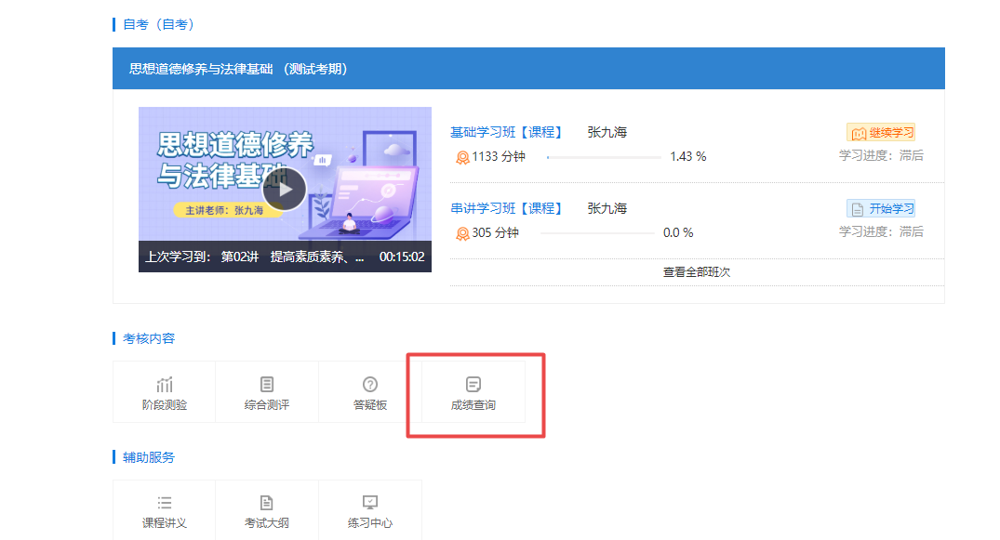 自考（自考）
思想道德修养与法律基础 （测试考期）
思想道德修养
与法律基础
主讲老师：张九海
上次学习到： 第02讲 提高素质素养、... 00:15:02
基础学习班【课程】 张九海 继续学习
1133 分钟 1.43 % 学习进度：滞后
串讲学习班【课程】 张九海 开始学习
305 分钟 0.0 % 学习进度：滞后
查看全部班次
考核内容
阶段测验 综合测评 答疑板 成绩查询
辅助服务
课程讲义 考试大纲 练习中心